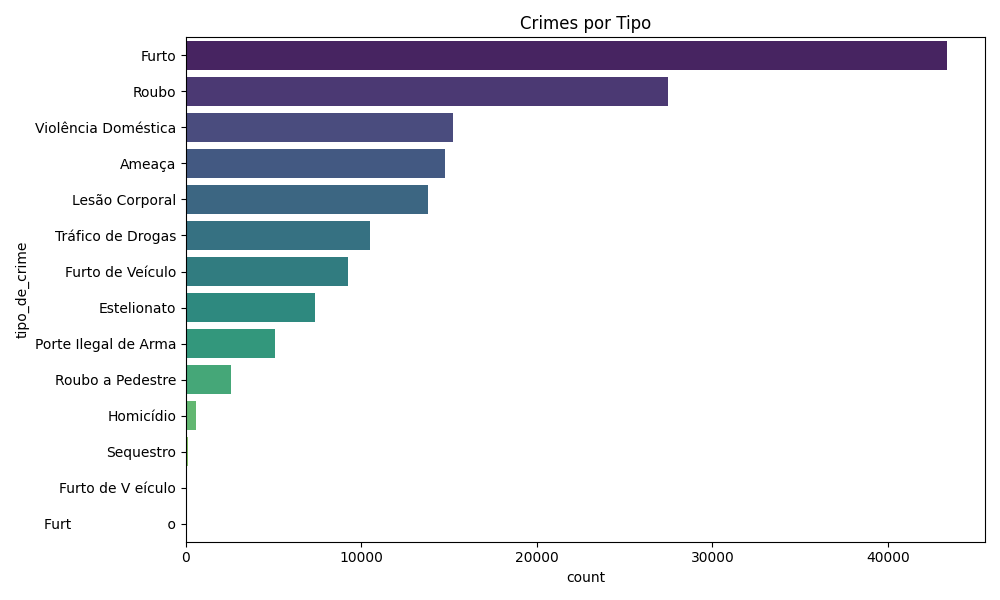 Crimes por Tipo
Furto
Roubo
Violência Doméstica
Ameaça
Lesão Corporal
Tráfico de Drogas
Furto de Veículo
Estelionato
Porte Ilegal de Arma
Roubo a Pedestre
Homicídio
Sequestro
Furto de V eículo
Furt                      o
tipo_de_crime
0 10000 20000 30000 40000
count